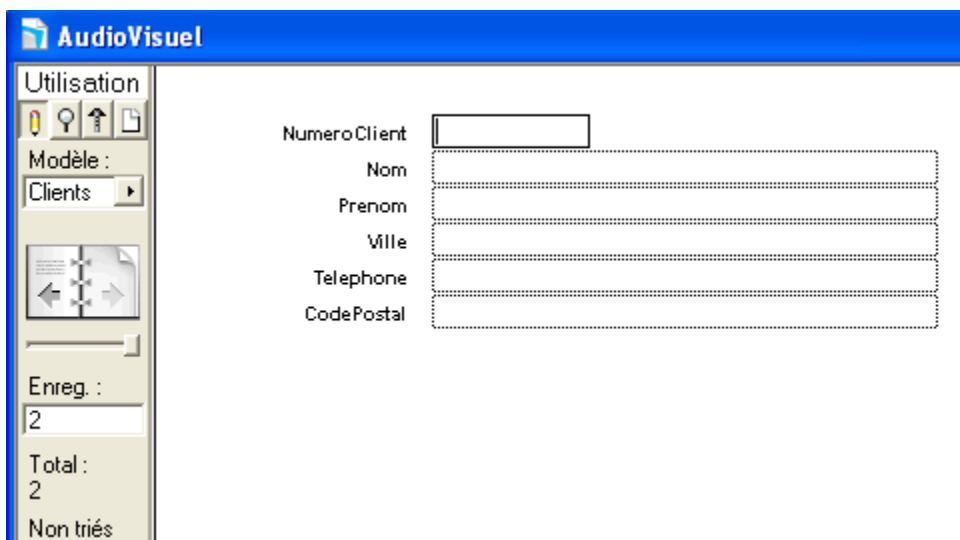 AudioVisuel
Utilisation
Modèle :
Clients
Enreg. :
2
Total :
2
Non triés
NumeroClient
Nom
Prenom
Ville
Telephone
CodePostal